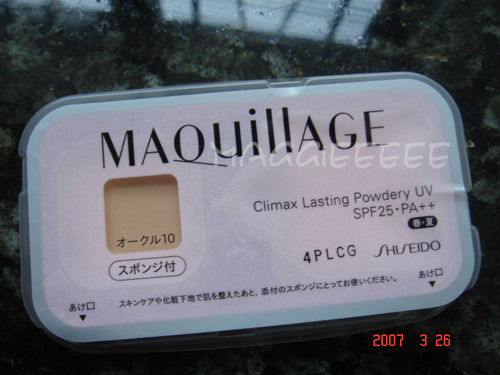 MAQuillAGE
MAGGIEEEEE
Climax Lasting Powdery UV
SPF25・PA++
春・夏
オークル10
スポンジ付
4PLCG SHISEIDO
あけ口
あけ口
スキンケアや化粧下地で肌を整えたあと、添付のスポンジにとってお使いください。
2007 3 26